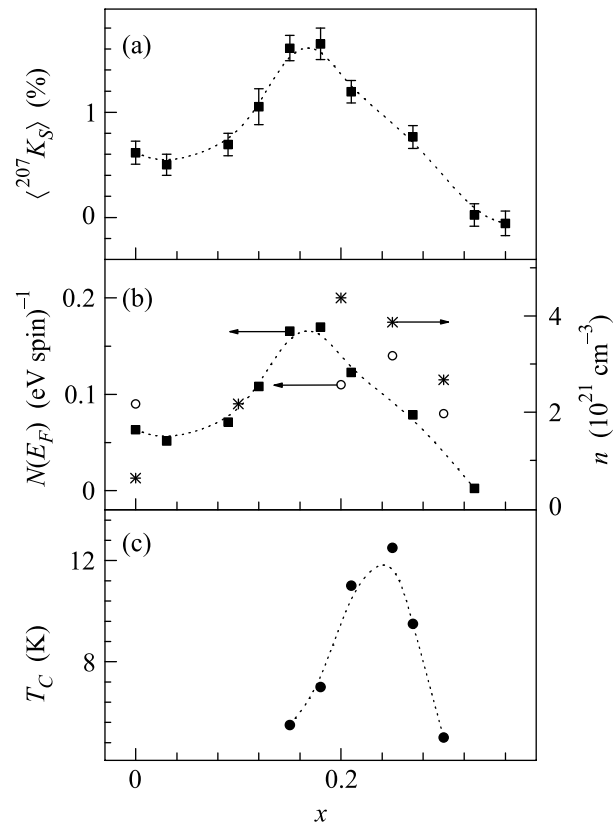 (a)
⟨²⁰⁷K_S⟩ (%)
1
0
(b)
N(E_F) (eV spin)⁻¹
0.2
0.1
0
4
2
0
n (10²¹ cm⁻³)
(c)
T_C (K)
12
8
0
0.2
x